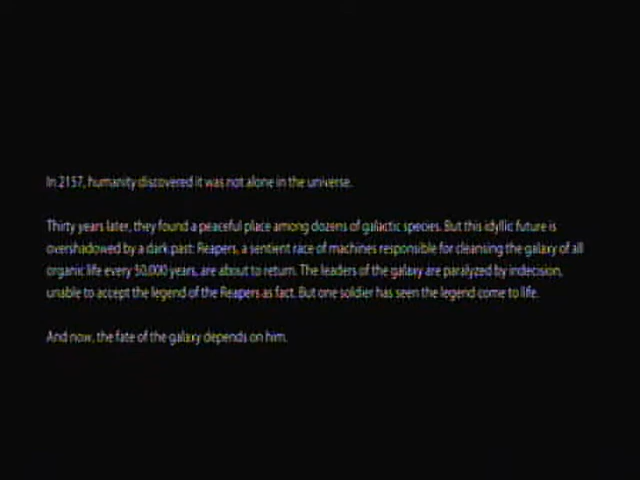 In 2157, humanity discovered it was not alone in the universe.
Thirty years later, they found a peaceful place among dozens of galactic species. But this idyllic future is
overshadowed by a dark past: Reapers, a sentient race of machines responsible for cleansing the galaxy of all
organic life every 50,000 years, are about to return. The leaders of the galaxy are paralyzed by indecision,
unable to accept the legend of the Reapers as fact. But one soldier has seen the legend come to life.
And now, the fate of the galaxy depends on him.